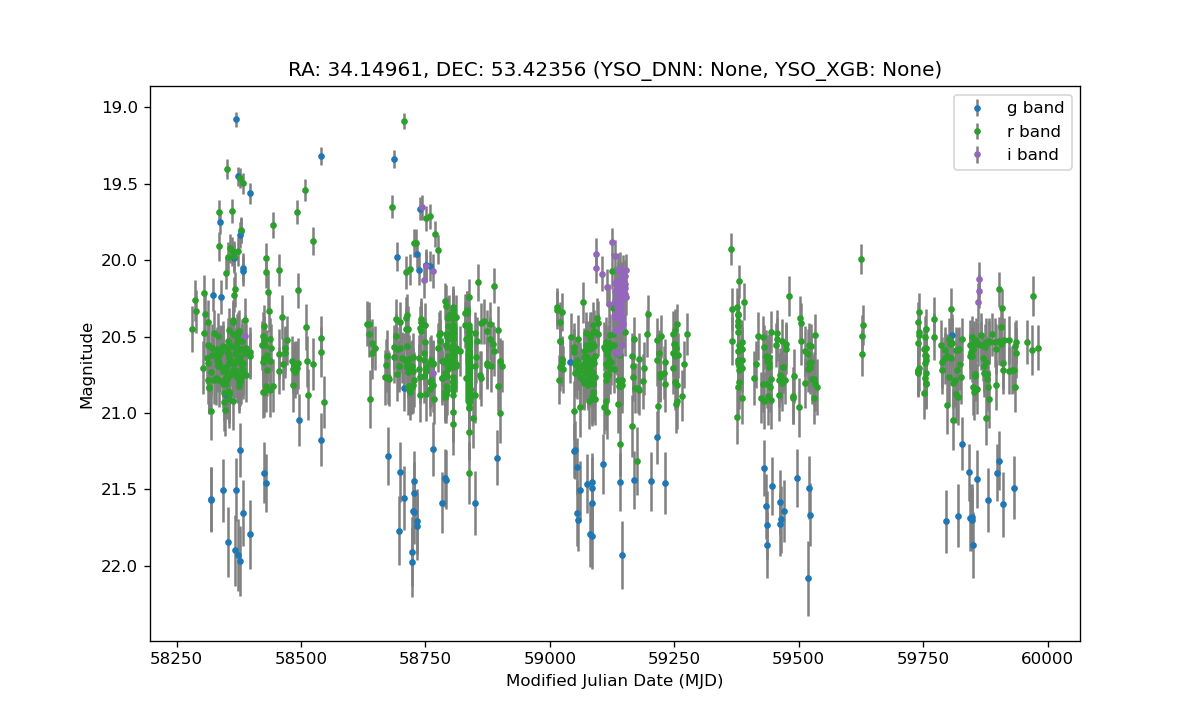 RA: 34.14961, DEC: 53.42356 (YSO_DNN: None, YSO_XGB: None)
g band
r band
i band
19.0
19.5
20.0
20.5
21.0
21.5
22.0
Magnitude
58250 58500 58750 59000 59250 59500 59750 60000
Modified Julian Date (MJD)